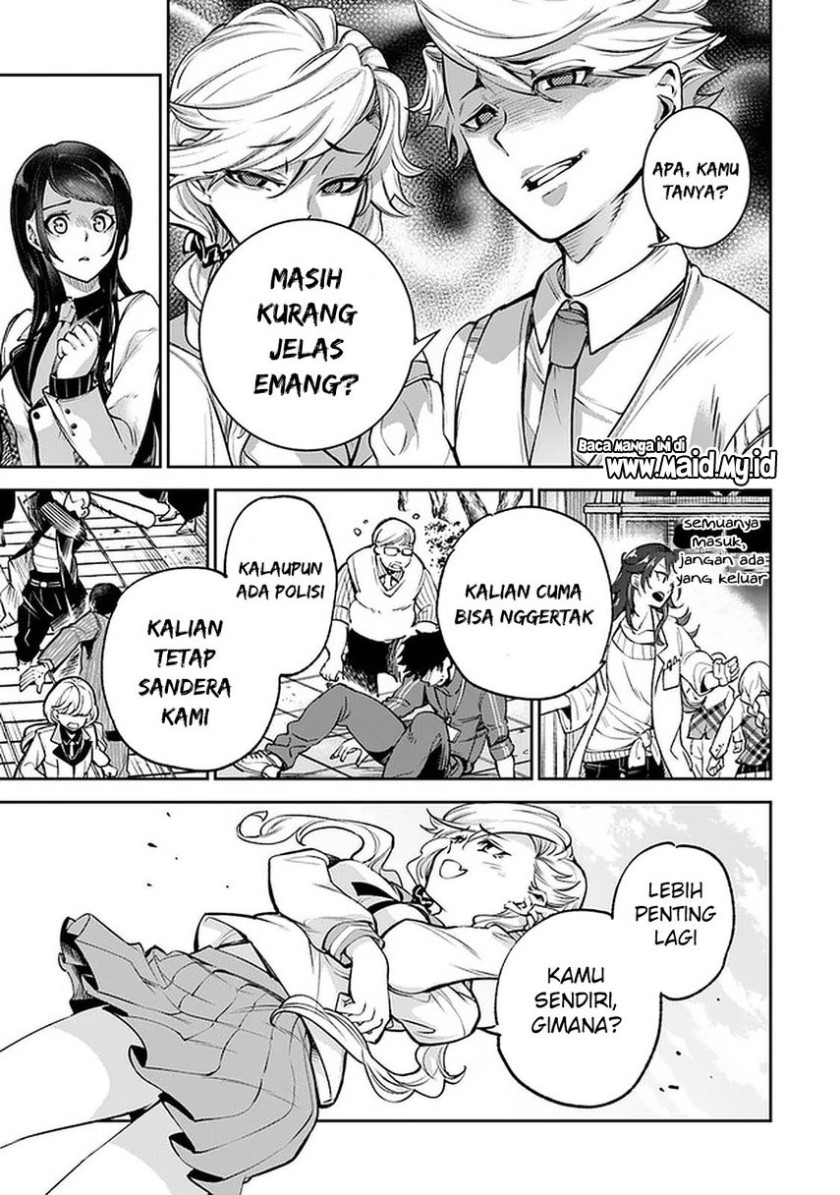 APA, KAMU
TANYA?
MASIH
KURANG
JELAS
EMANG?
Baca Manga ini di
www.Maid.My.id
semuanya
masuk,
jangan ada
yang keluar
KALIAN CUMA
BISA NGGERTAK
KALAUPUN
ADA POLISI
KALIAN
TETAP
SANDERA
KAMI
LEBIH
PENTING
LAGI
KAMU
SENDIRI,
GIMANA?